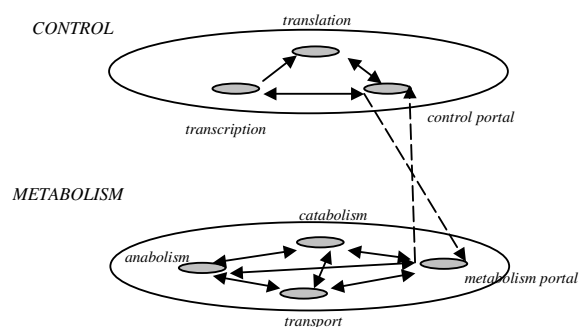 translation
CONTROL
control portal
transcription
METABOLISM
catabolism
anabolism
metabolism portal
transport